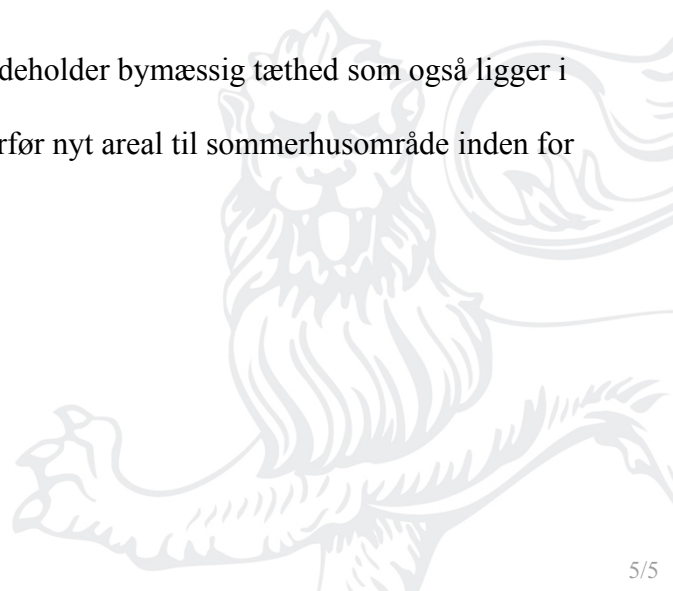 deholder bymæssig tæthed som også ligger i
rfør nyt areal til sommerhusområde inden for
5/5